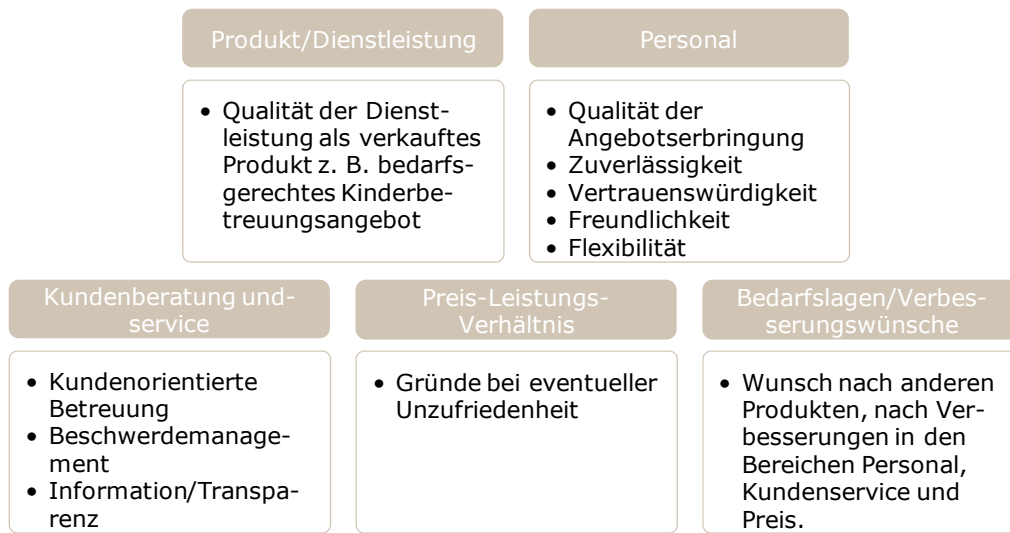 Produkt/Dienstleistung
• Qualität der Dienst-
leistung als verkauftes
Produkt z. B. bedarfs-
gerechtes Kinderbe-
treuungsangebot
Personal
• Qualität der
Angebotserbringung
• Zuverlässigkeit
• Vertrauenswürdigkeit
• Freundlichkeit
• Flexibilität
Kundenberatung und-
service
• Kundenorientierte
Betreuung
• Beschwerdemanage-
ment
• Information/Transpa-
renz
Preis-Leistungs-
Verhältnis
• Gründe bei eventueller
Unzufriedenheit
Bedarfslagen/Verbes-
serungswünsche
• Wunsch nach anderen
Produkten, nach Ver-
besserungen in den
Bereichen Personal,
Kundenservice und
Preis.